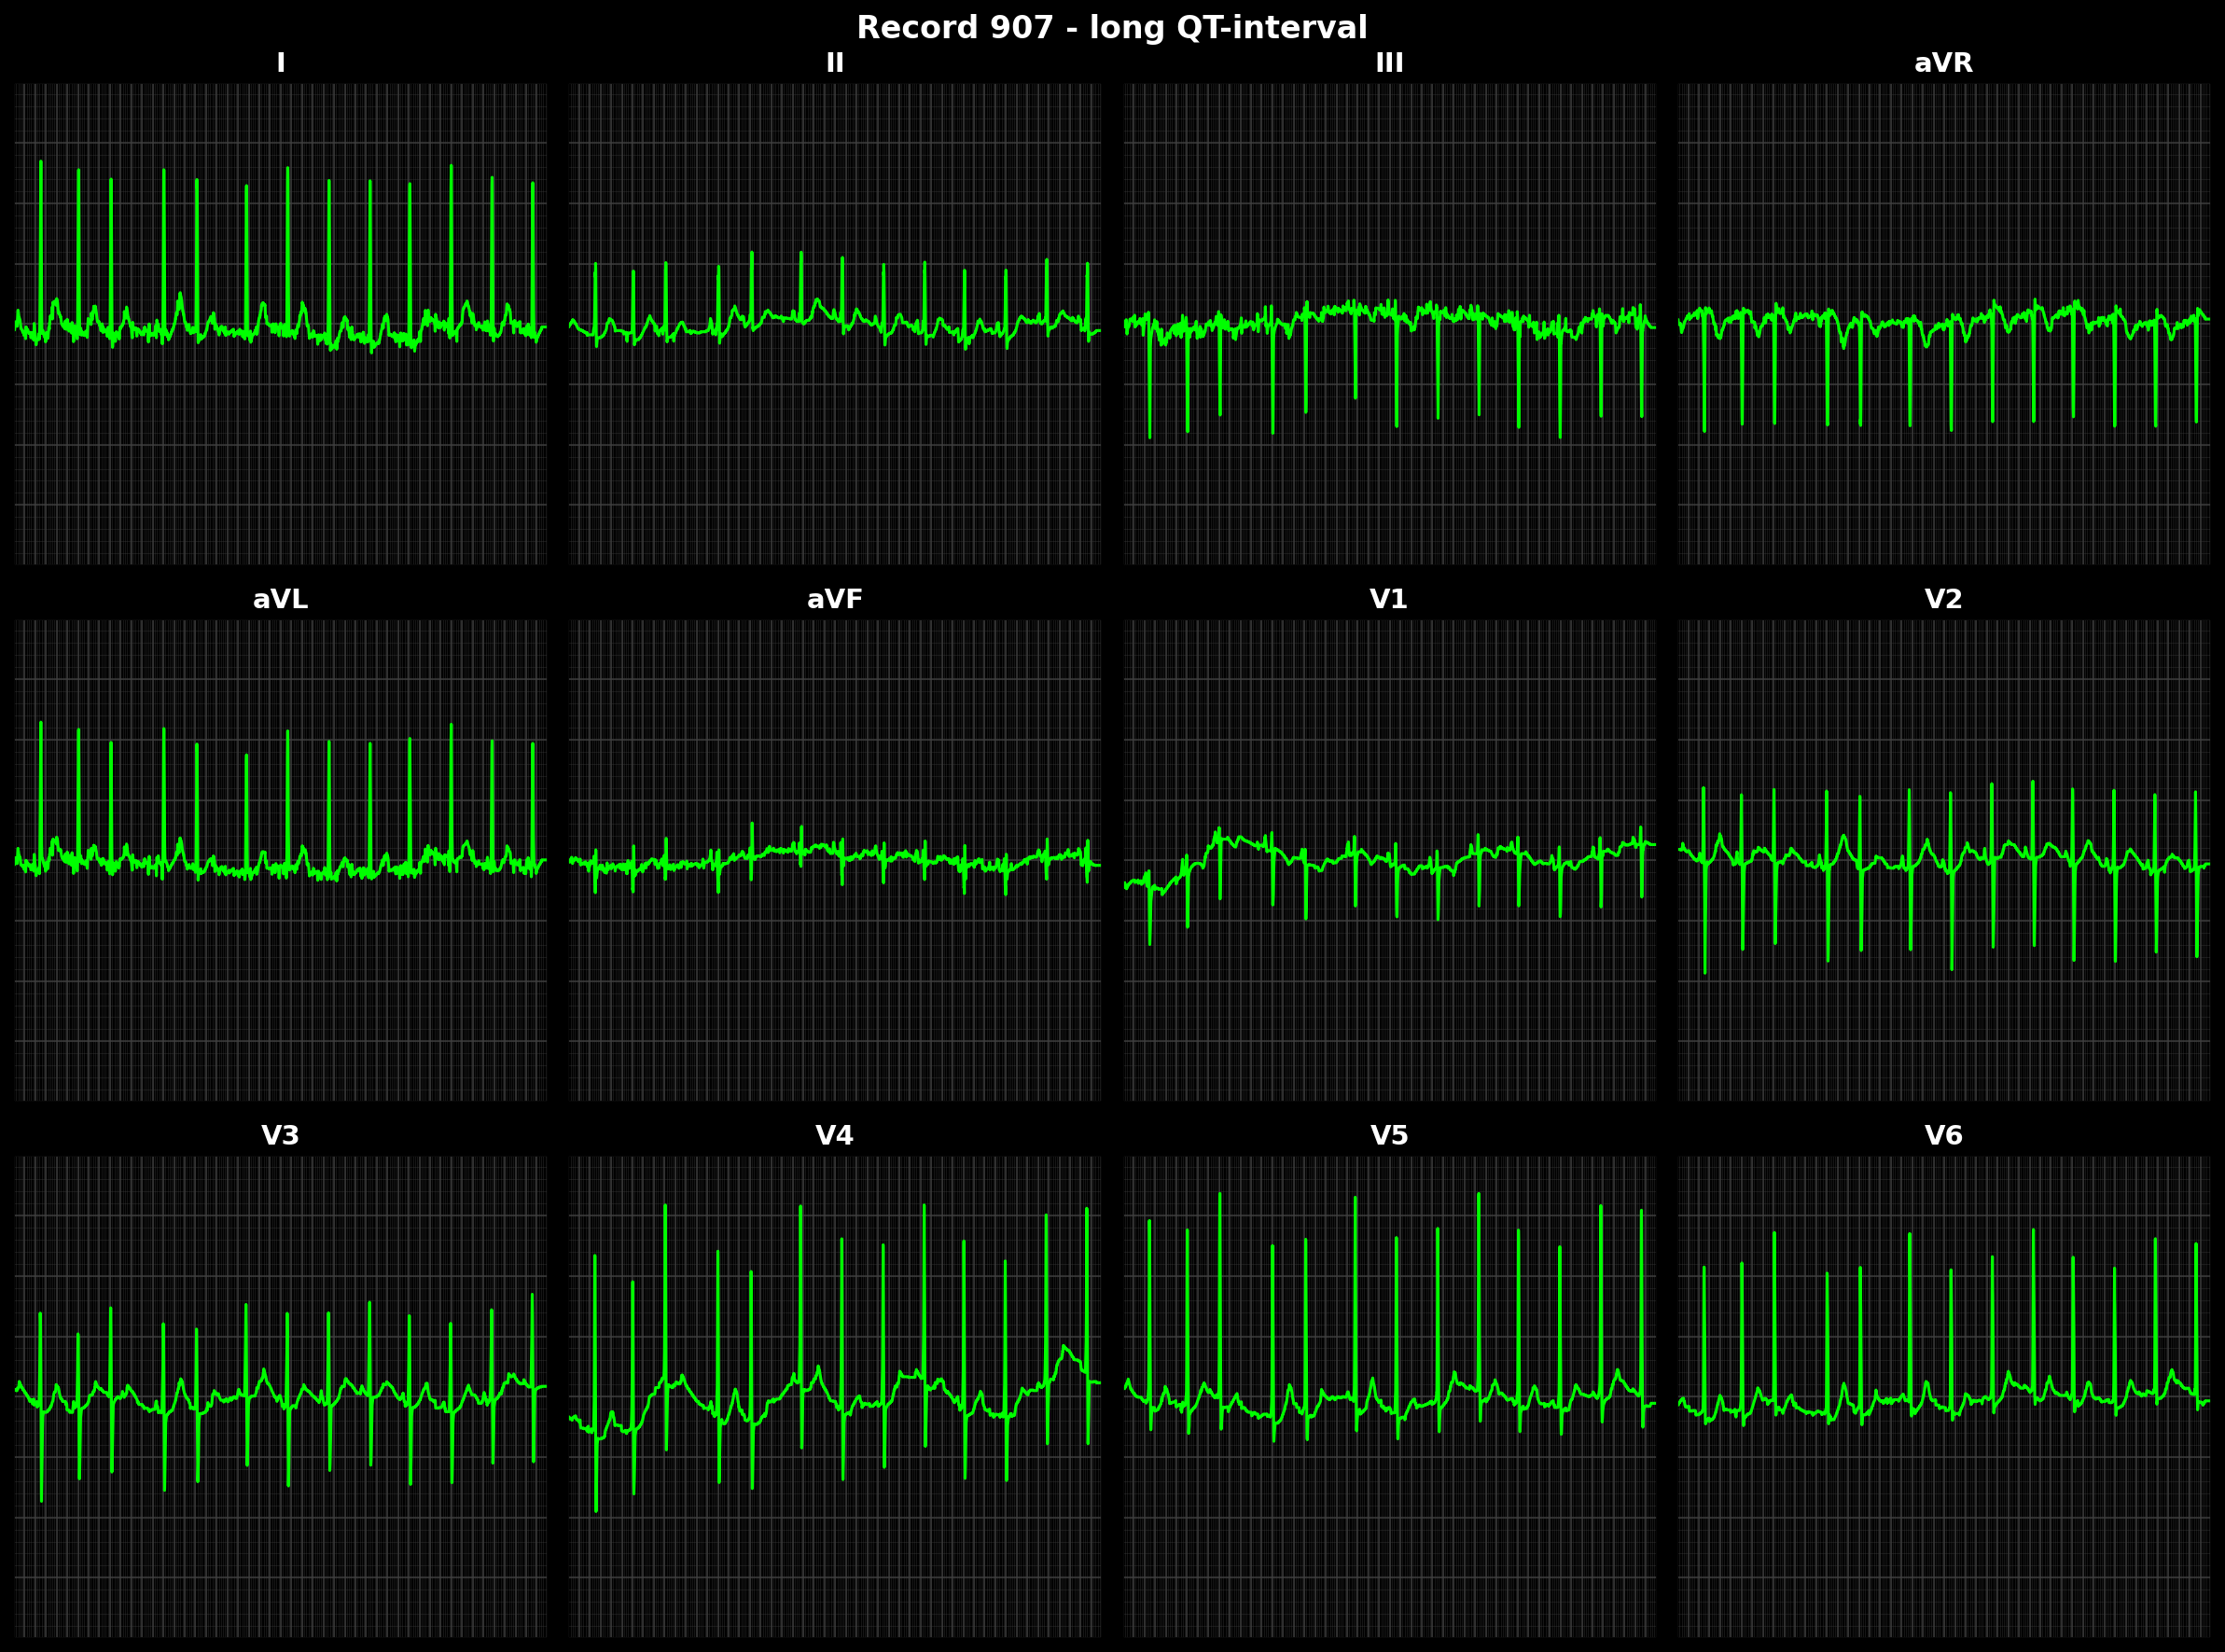 Record 907 - long QT-interval
I II III aVR
aVL aVF V1 V2
V3 V4 V5 V6